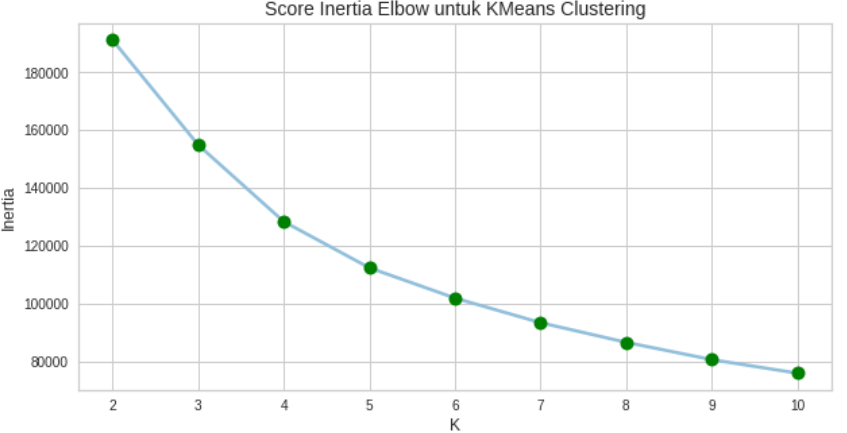 Score Inertia Elbow untuk KMeans Clustering
180000
160000
140000
120000
100000
80000
Inertia
2 3 4 5 6 7 8 9 10
K